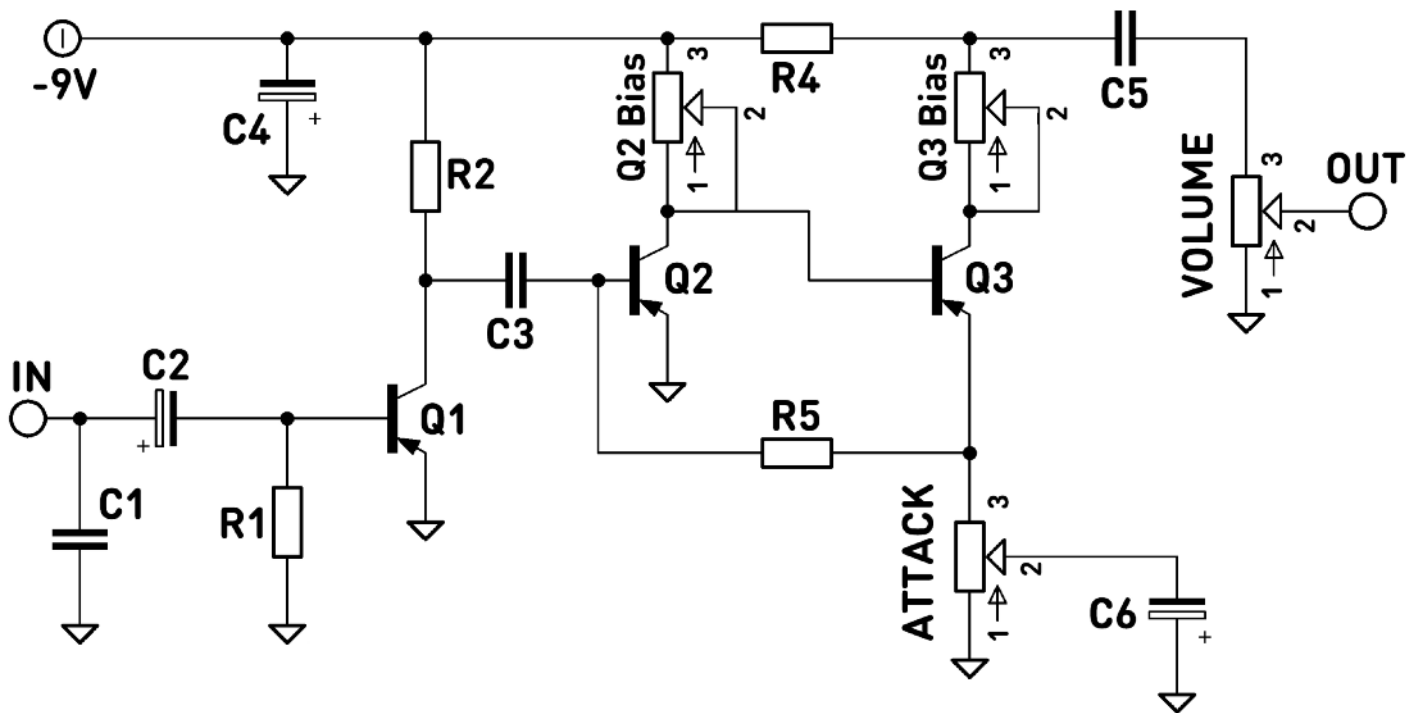 -9V
C4
+
R2
Q2 Bias
3
2
1
R4
Q3 Bias
3
2
1
C5
VOLUME
3
2
1
OUT
Q2
Q3
C3
IN
C2
+
Q1
C1
R1
R5
ATTACK
3
2
1
C6
+